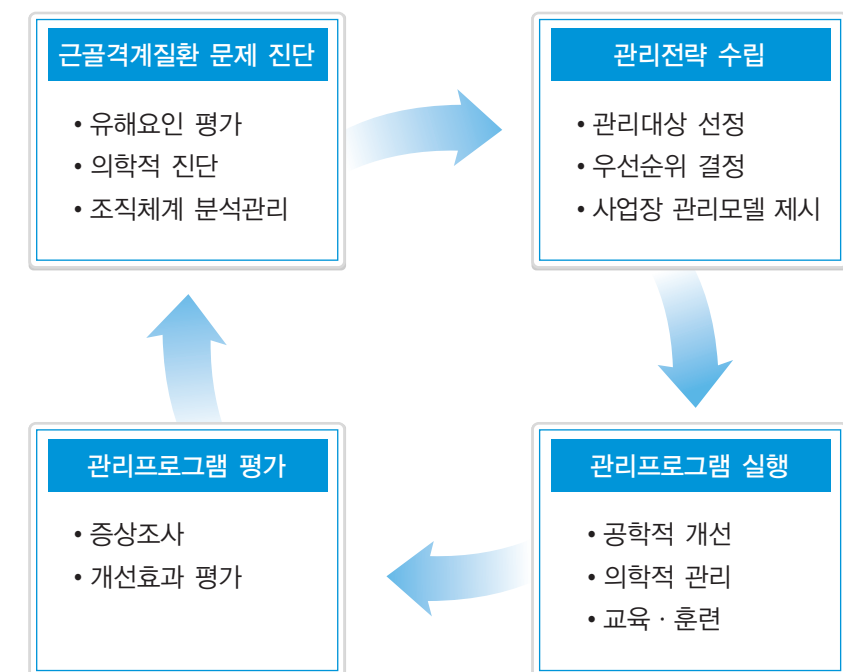 근골격계질환 문제 진단
• 유해요인 평가
• 의학적 진단
• 조직체계 분석관리
관리전략 수립
• 관리대상 선정
• 우선순위 결정
• 사업장 관리모델 제시
관리프로그램 실행
• 공학적 개선
• 의학적 관리
• 교육 · 훈련
관리프로그램 평가
• 증상조사
• 개선효과 평가